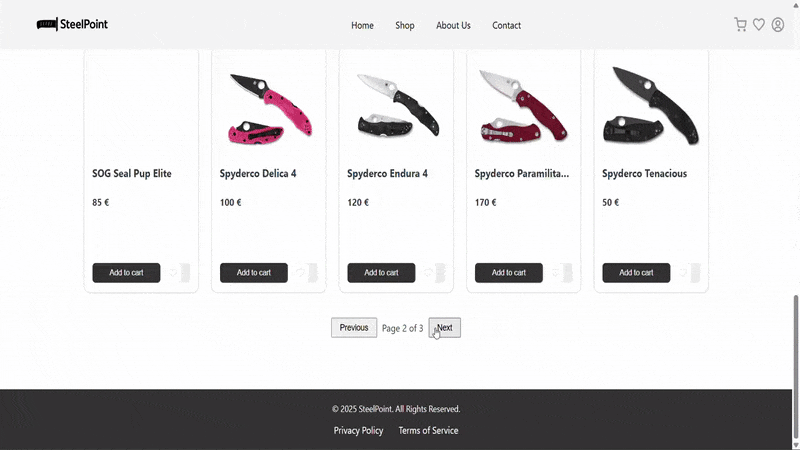 SteelPoint
Home Shop About Us Contact
SOG Seal Pup Elite
85 €
Add to cart
Spyderco Delica 4
100 €
Add to cart
Spyderco Endura 4
120 €
Add to cart
Spyderco Paramilita...
170 €
Add to cart
Spyderco Tenacious
50 €
Add to cart
Previous Page 2 of 3 Next
© 2025 SteelPoint. All Rights Reserved.
Privacy Policy Terms of Service